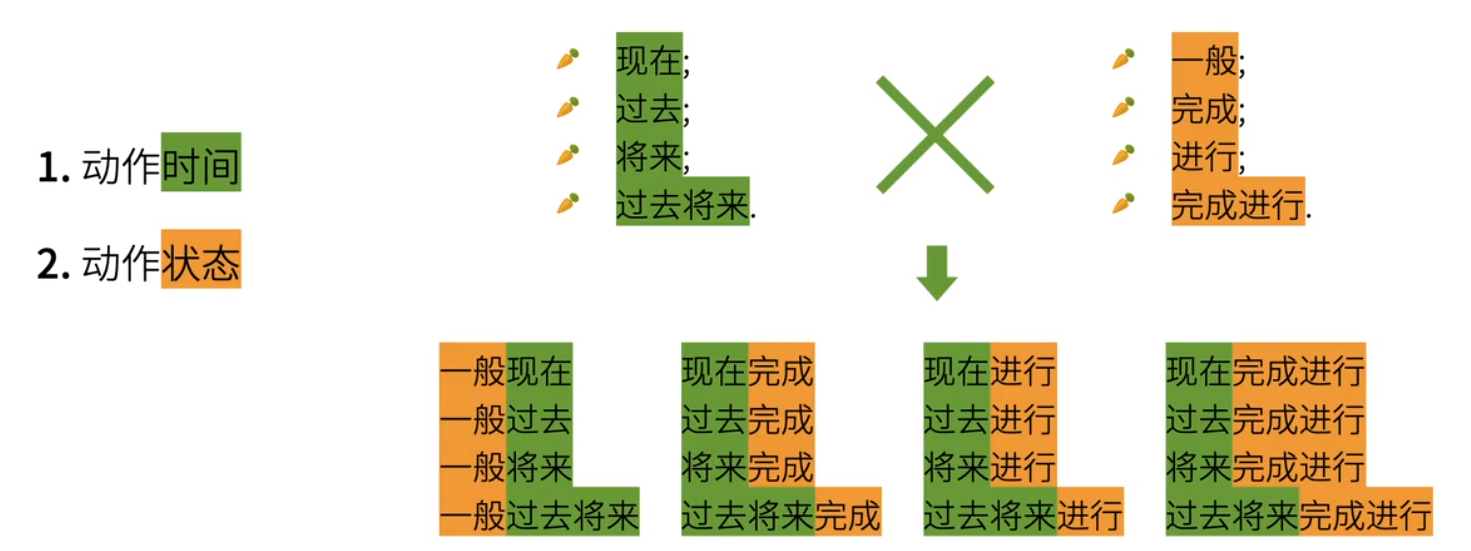 1. 动作时间
2. 动作状态
现在;
过去;
将来;
过去将来.
一般;
完成;
进行;
完成进行.
一般现在
一般过去
一般将来
一般过去将来
现在完成
过去完成
将来完成
过去将来完成
现在进行
过去进行
将来进行
过去将来进行
现在完成进行
过去完成进行
将来完成进行
过去将来完成进行